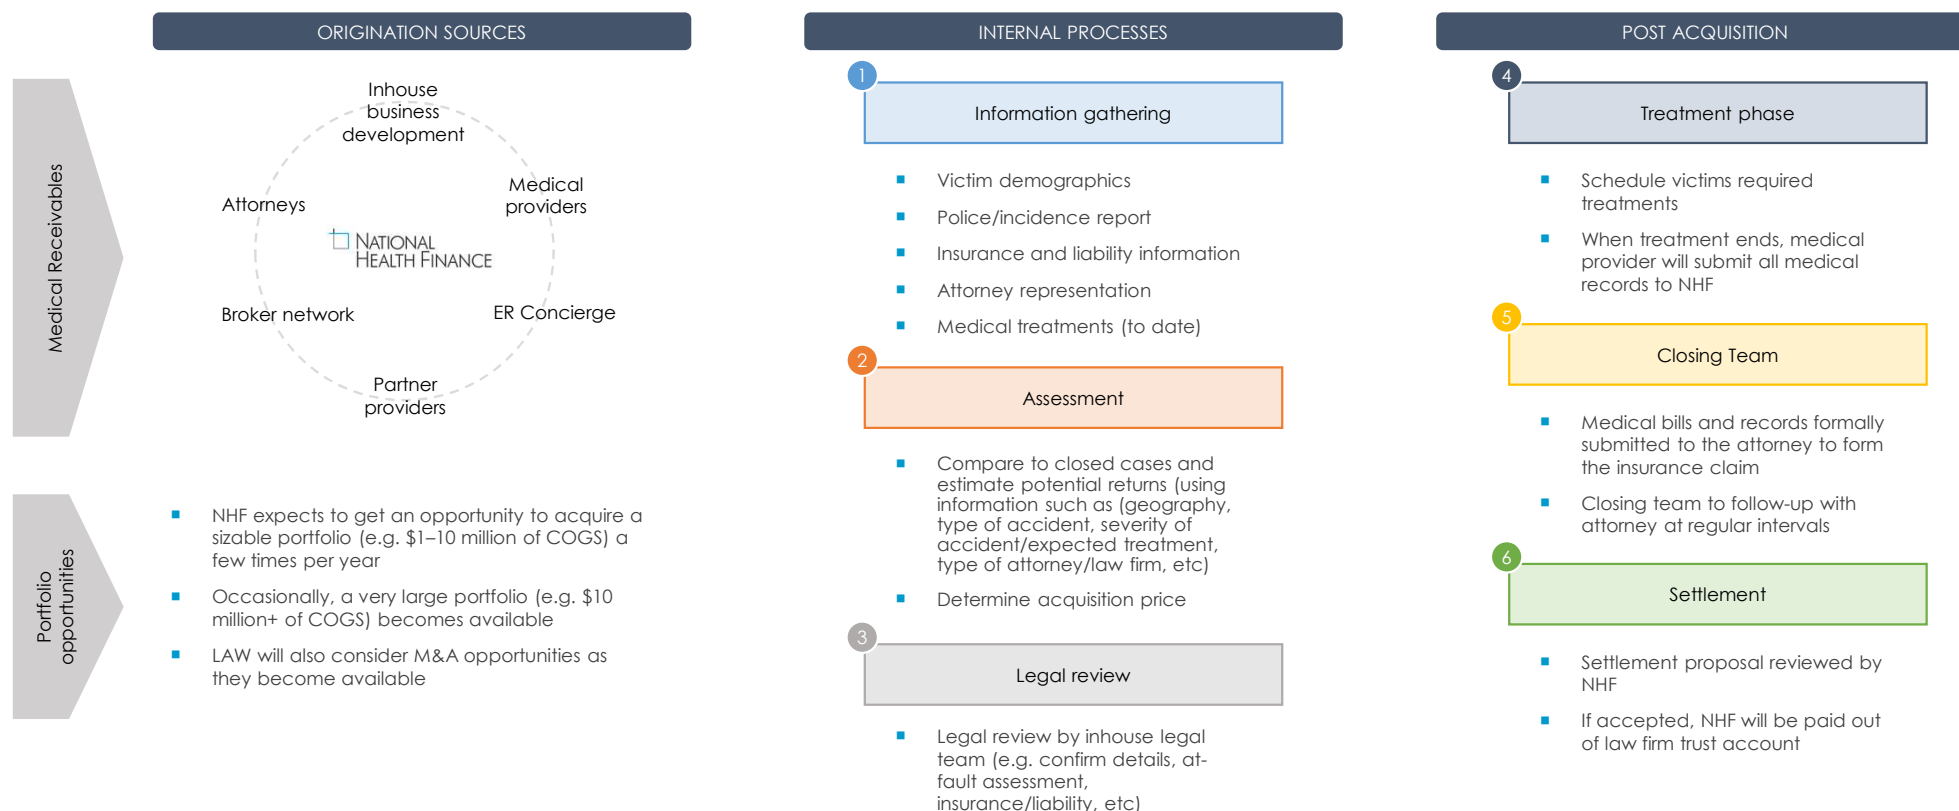 ORIGINATION SOURCES
Medical Receivables
Inhouse
business
development
Medical
providers
Attorneys
NATIONAL
HEALTH FINANCE
Broker network
ER Concierge
Partner
providers
Portfolio
opportunities
NHF expects to get an opportunity to acquire a
sizable portfolio (e.g. $1–10 million of COGS) a
few times per year
Occasionally, a very large portfolio (e.g. $10
million+ of COGS) becomes available
LAW will also consider M&A opportunities as
they become available
INTERNAL PROCESSES
1
Information gathering
Victim demographics
Police/incidence report
Insurance and liability information
Attorney representation
Medical treatments (to date)
2
Assessment
Compare to closed cases and
estimate potential returns (using
information such as (geography,
type of accident, severity of
accident/expected treatment,
type of attorney/law firm, etc)
Determine acquisition price
3
Legal review
Legal review by inhouse legal
team (e.g. confirm details, at-
fault assessment,
insurance/liability, etc)
POST ACQUISITION
4
Treatment phase
Schedule victims required
treatments
When treatment ends, medical
provider will submit all medical
records to NHF
5
Closing Team
Medical bills and records formally
submitted to the attorney to form
the insurance claim
Closing team to follow-up with
attorney at regular intervals
6
Settlement
Settlement proposal reviewed by
NHF
If accepted, NHF will be paid out
of law firm trust account